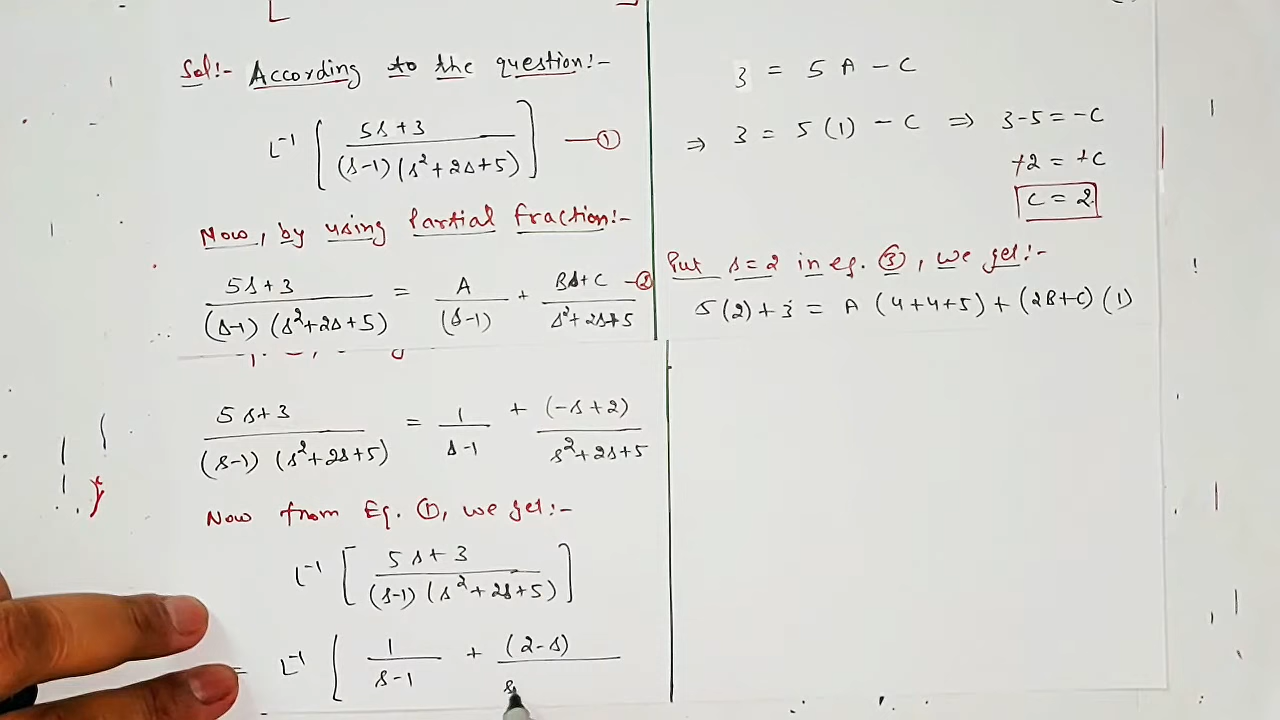 Sol:- According to the question:-
L⁻¹ [ (5s+3) / ((s-1)(s²+2s+5)) ] —①
Now, by using Partial fraction:-
(5s+3) / ((s-1)(s²+2s+5)) = A/(s-1) + (Bs+C)/(s²+2s+5) —②
(5s+3) / ((s-1)(s²+2s+5)) = 1/(s-1) + (-s+2)/(s²+2s+5)
Now from Eq. ①, we get:-
L⁻¹ [ (5s+3) / ((s-1)(s²+2s+5)) ]
= L⁻¹ [ 1/(s-1) + (2-s)/s
3 = 5A - C
⇒ 3 = 5(1) - C ⇒ 3-5 = -C
+2 = +C
C = 2
Put s=2 in eq. ③, we get:-
5(2)+3 = A(4+4+5)+(2B+C)(1)